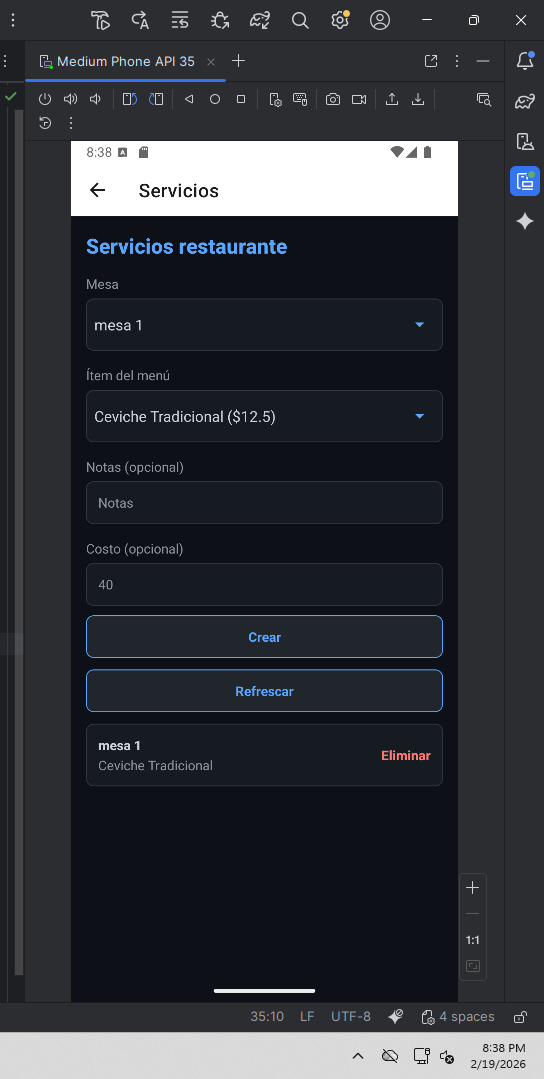 Medium Phone API 35
8:38
Servicios
Servicios restaurante
Mesa
mesa 1
Ítem del menú
Ceviche Tradicional ($12.5)
Notas (opcional)
Notas
Costo (opcional)
40
Crear
Refrescar
mesa 1
Ceviche Tradicional
Eliminar
1:1
35:10 LF UTF-8 4 spaces
8:38 PM
2/19/2026